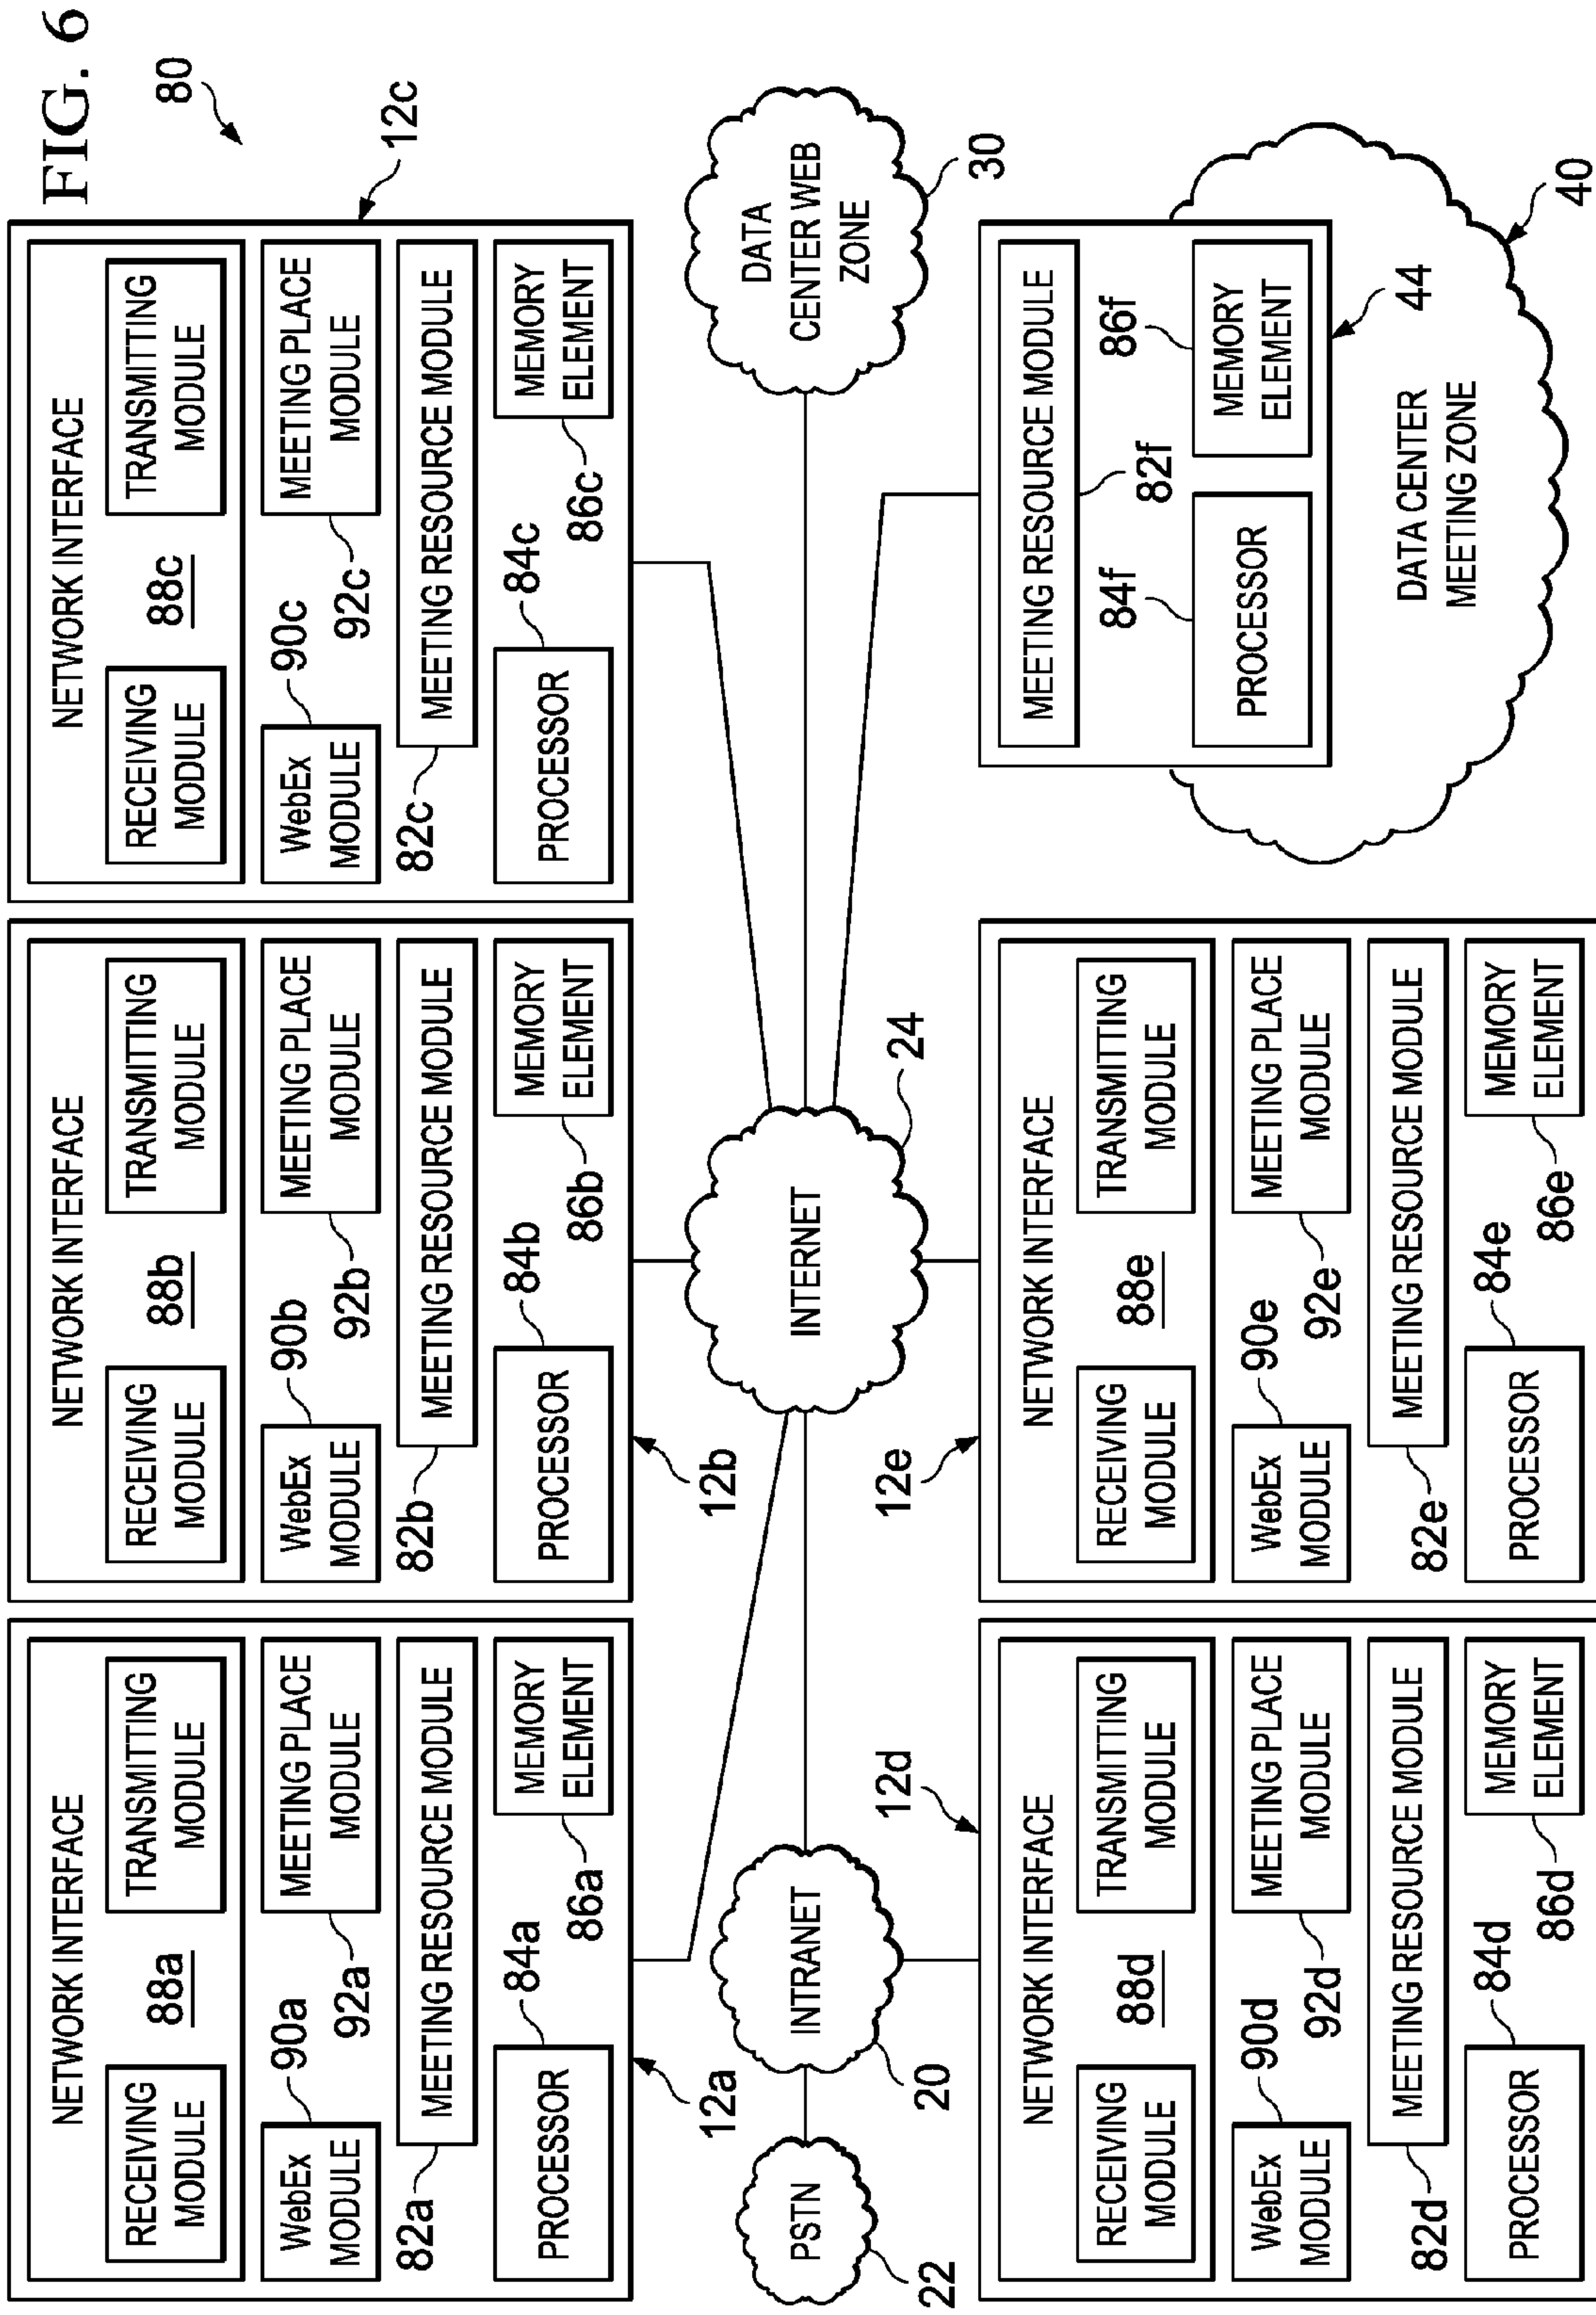 FIG. 6
80
NETWORK INTERFACE
RECEIVING
MODULE
88a
TRANSMITTING
MODULE
WebEx
MODULE
90a
92a
MEETING PLACE
MODULE
82a
MEETING RESOURCE MODULE
PROCESSOR
84a
86a
MEMORY
ELEMENT
12a
NETWORK INTERFACE
RECEIVING
MODULE
88b
TRANSMITTING
MODULE
WebEx
MODULE
90b
92b
MEETING PLACE
MODULE
82b
MEETING RESOURCE MODULE
PROCESSOR
84b
86b
MEMORY
ELEMENT
12b
NETWORK INTERFACE
RECEIVING
MODULE
88c
TRANSMITTING
MODULE
WebEx
MODULE
90c
92c
MEETING PLACE
MODULE
82c
MEETING RESOURCE MODULE
PROCESSOR
84c
86c
MEMORY
ELEMENT
12c
PSTN
22
INTRANET
20
INTERNET
24
DATA
CENTER WEB
ZONE
30
12d
NETWORK INTERFACE
RECEIVING
MODULE
88d
TRANSMITTING
MODULE
WebEx
MODULE
90d
92d
MEETING PLACE
MODULE
82d
MEETING RESOURCE MODULE
PROCESSOR
84d
86d
MEMORY
ELEMENT
12e
NETWORK INTERFACE
RECEIVING
MODULE
88e
TRANSMITTING
MODULE
WebEx
MODULE
90e
92e
MEETING PLACE
MODULE
82e
MEETING RESOURCE MODULE
PROCESSOR
84e
86e
MEMORY
ELEMENT
MEETING RESOURCE MODULE
84f
82f
86f
PROCESSOR
MEMORY
ELEMENT
44
DATA CENTER
MEETING ZONE
40